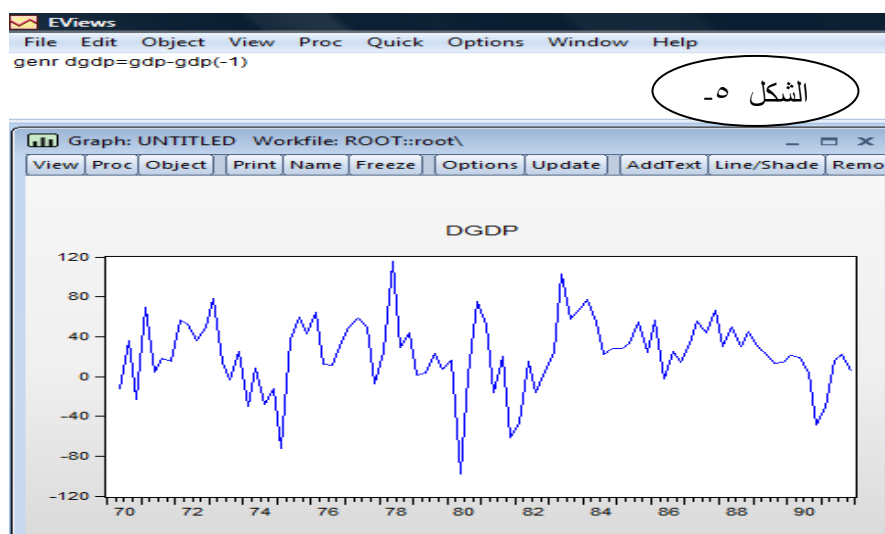 EViews
File Edit Object View Proc Quick Options Window Help
genr dgdp=gdp-gdp(-1)
الشكل ٥-
Graph: UNTITLED Workfile: ROOT::root\
View Proc Object Print Name Freeze Options Update AddText Line/Shade Remo
DGDP
120
80
40
0
-40
-80
-120
70 72 74 76 78 80 82 84 86 88 90